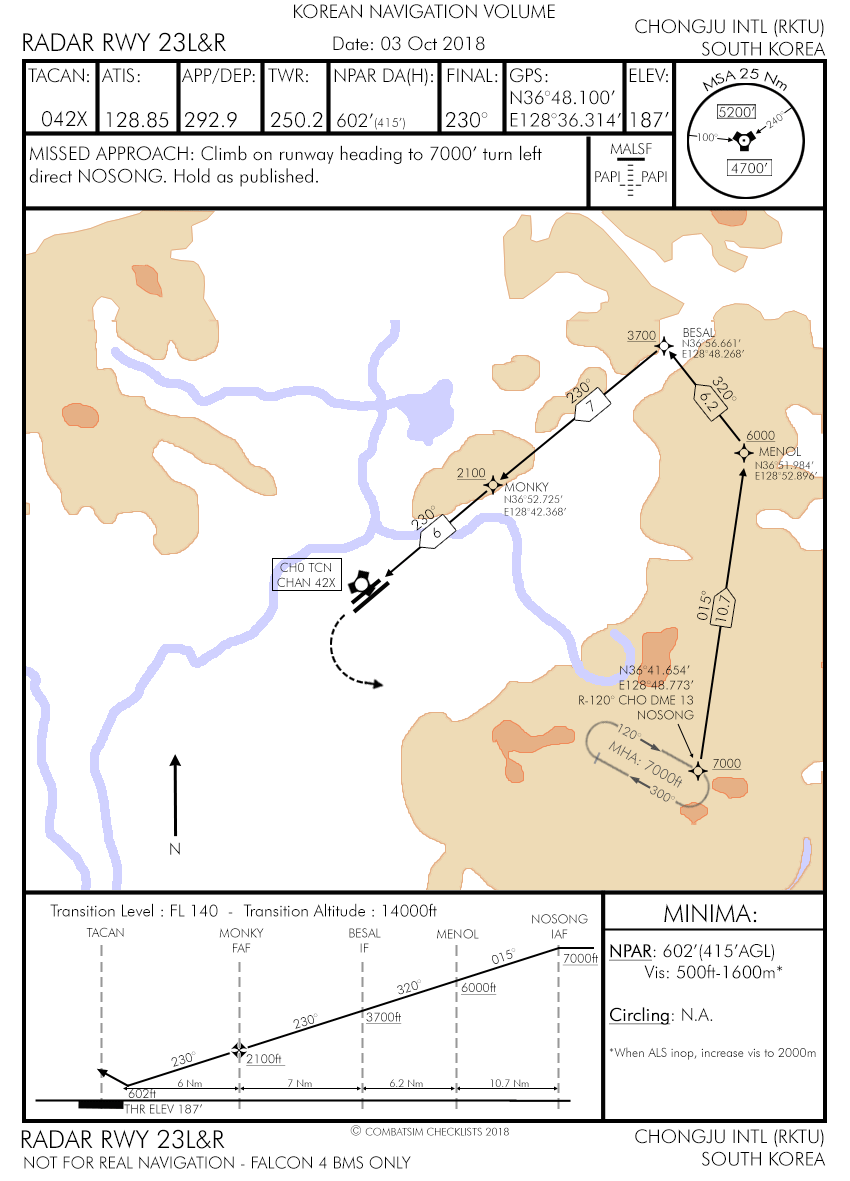 KOREAN NAVIGATION VOLUME
RADAR RWY 23L&R
Date: 03 Oct 2018
CHONGJU INTL (RKTU)
SOUTH KOREA
TACAN:
042X
ATIS:
128.85
APP/DEP:
292.9
TWR:
250.2
NPAR DA(H):
602’(415’)
FINAL:
230°
GPS:
N36°48.100’
E128°36.314’
ELEV:
187’
MSA 25 Nm
5200’
100°
240°
4700’
MISSED APPROACH: Climb on runway heading to 7000’ turn left
direct NOSONG. Hold as published.
MALSF
PAPI PAPI
3700
BESAL
N36°56.661’
E128°48.268’
230°
7
320°
6.2
6000
MENOL
N36°51.984’
E128°52.896’
2100
MONKY
N36°52.725’
E128°42.368’
230°
6
CH0 TCN
CHAN 42X
015°
10.7
N36°41.654’
E128°48.773’
R-120° CHO DME 13
NOSONG
120°
MHA: 7000ft
300°
7000
N
Transition Level : FL 140 - Transition Altitude : 14000ft
TACAN
MONKY
FAF
BESAL
IF
MENOL
NOSONG
IAF
7000ft
015°
6000ft
320°
3700ft
230°
2100ft
230°
6 Nm
7 Nm
6.2 Nm
10.7 Nm
602ft
THR ELEV 187’
MINIMA:
NPAR: 602’(415’AGL)
Vis: 500ft-1600m*
Circling: N.A.
*When ALS inop, increase vis to 2000m
© COMBATSIM CHECKLISTS 2018
RADAR RWY 23L&R
NOT FOR REAL NAVIGATION - FALCON 4 BMS ONLY
CHONGJU INTL (RKTU)
SOUTH KOREA